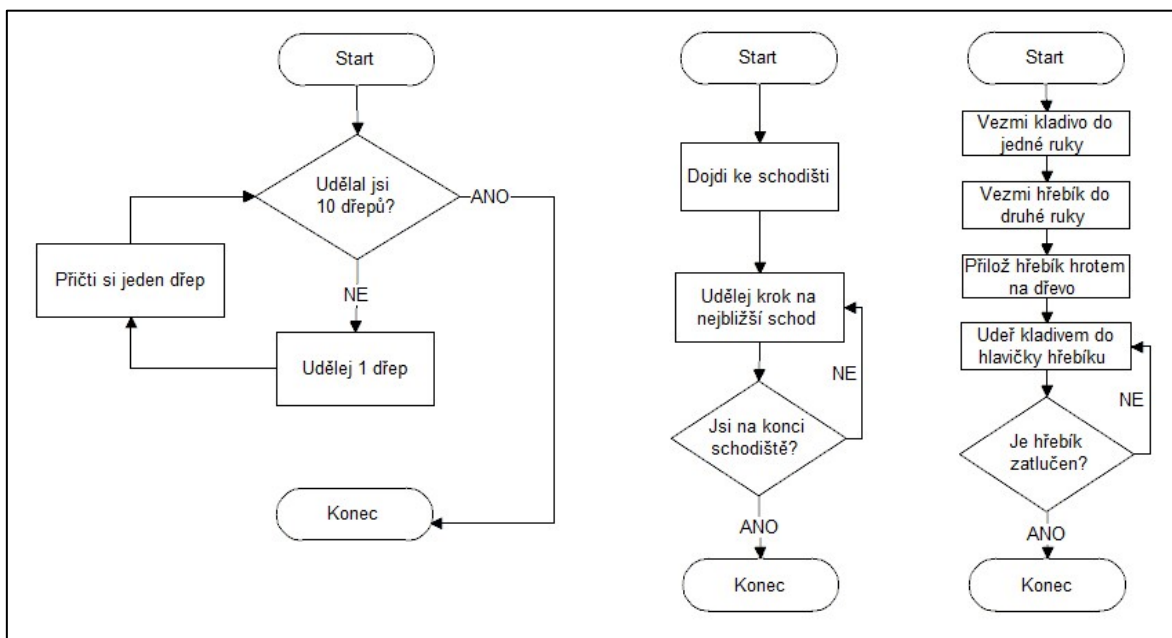 Start
Udělal jsi
10 dřepů?
ANO
NE
Přičti si jeden dřep
Udělej 1 dřep
Konec
Start
Dojdi ke schodišti
Udělej krok na
nejbližší schod
NE
Jsi na konci
schodiště?
ANO
Konec
Start
Vezmi kladivo do
jedné ruky
Vezmi hřebík do
druhé ruky
Přilož hřebík hrotem
na dřevo
Udeř kladivem do
hlavičky hřebíku
NE
Je hřebík
zatlučen?
ANO
Konec